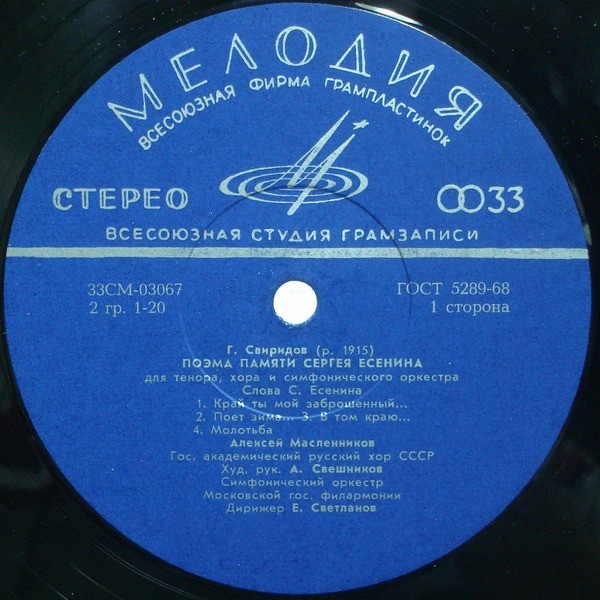 МЕЛОДИЯ
ВСЕСОЮЗНАЯ ФИРМА ГРАМПЛАСТИНОК
СТЕРЕО
33
ВСЕСОЮЗНАЯ СТУДИЯ ГРАМЗАПИСИ
33СМ-03067 ГОСТ 5289-68
2 гр. 1-20 1 сторона
Г. Свиридов (р. 1915)
ПОЭМА ПАМЯТИ СЕРГЕЯ ЕСЕНИНА
для тенора, хора и симфонического оркестра
Слова С. Есенина
1. Край ты мой заброшенный...
2. Поет зима... 3. В том краю...
4. Молотьба
Алексей Масленников
Гос. академический русский хор СССР
Худ. рук. А. Свешников
Симфонический оркестр
Московской гос. филармонии
Дирижер Е. Светланов